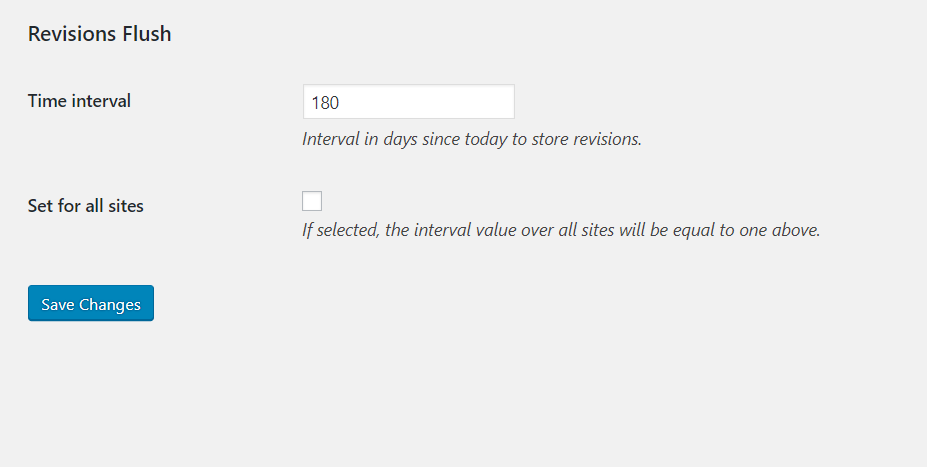 Revisions Flush
Time interval
180
Interval in days since today to store revisions.
Set for all sites
If selected, the interval value over all sites will be equal to one above.
Save Changes